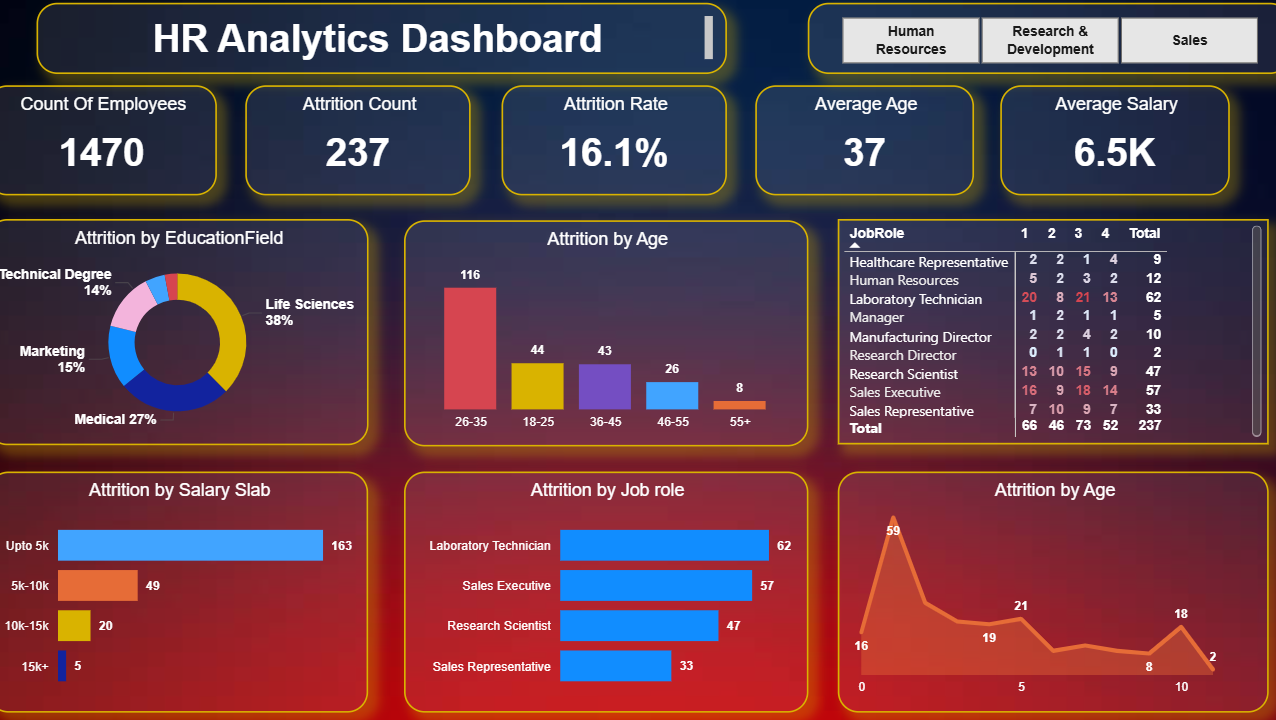 HR Analytics Dashboard
Human
Resources
Research &
Development
Sales
Count Of Employees
1470
Attrition Count
237
Attrition Rate
16.1%
Average Age
37
Average Salary
6.5K
Attrition by EducationField
Technical Degree
14%
Life Sciences
38%
Marketing
15%
Medical 27%
Attrition by Age
116
44
43
26
8
26-35 18-25 36-45 46-55 55+
JobRole 1 2 3 4 Total
Healthcare Representative 2 2 1 4 9
Human Resources 5 2 3 2 12
Laboratory Technician 20 8 21 13 62
Manager 1 2 1 1 5
Manufacturing Director 2 2 4 2 10
Research Director 0 1 1 0 2
Research Scientist 13 10 15 9 47
Sales Executive 16 9 18 14 57
Sales Representative 7 10 9 7 33
Total 66 46 73 52 237
Attrition by Salary Slab
Upto 5k 163
5k-10k 49
10k-15k 20
15k+ 5
Attrition by Job role
Laboratory Technician 62
Sales Executive 57
Research Scientist 47
Sales Representative 33
Attrition by Age
59
16
19
21
8
18
2
0 5 10